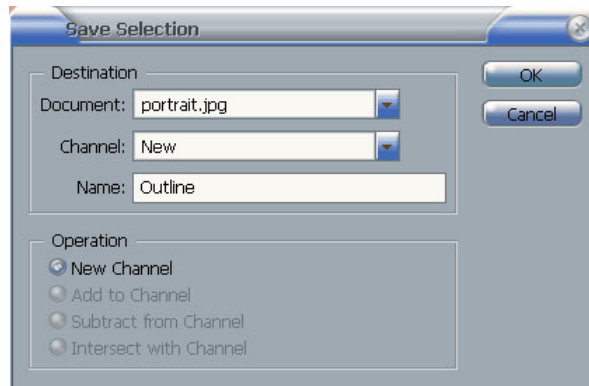 Save Selection
Destination
Document: portrait.jpg
Channel: New
Name: Outline
OK
Cancel
Operation
New Channel
Add to Channel
Subtract from Channel
Intersect with Channel